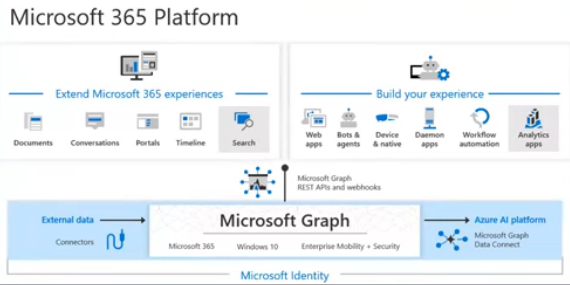 Microsoft 365 Platform
Extend Microsoft 365 experiences
Documents
Conversations
Portals
Timeline
Search
Build your experience
Web
apps
Bots &
agents
Device
& native
Daemon
apps
Workflow
automation
Analytics
apps
Microsoft Graph
REST APIs and webhooks
External data
Connectors
Microsoft Graph
Microsoft 365
Windows 10
Enterprise Mobility + Security
Azure AI platform
Microsoft Graph
Data Connect
Microsoft Identity